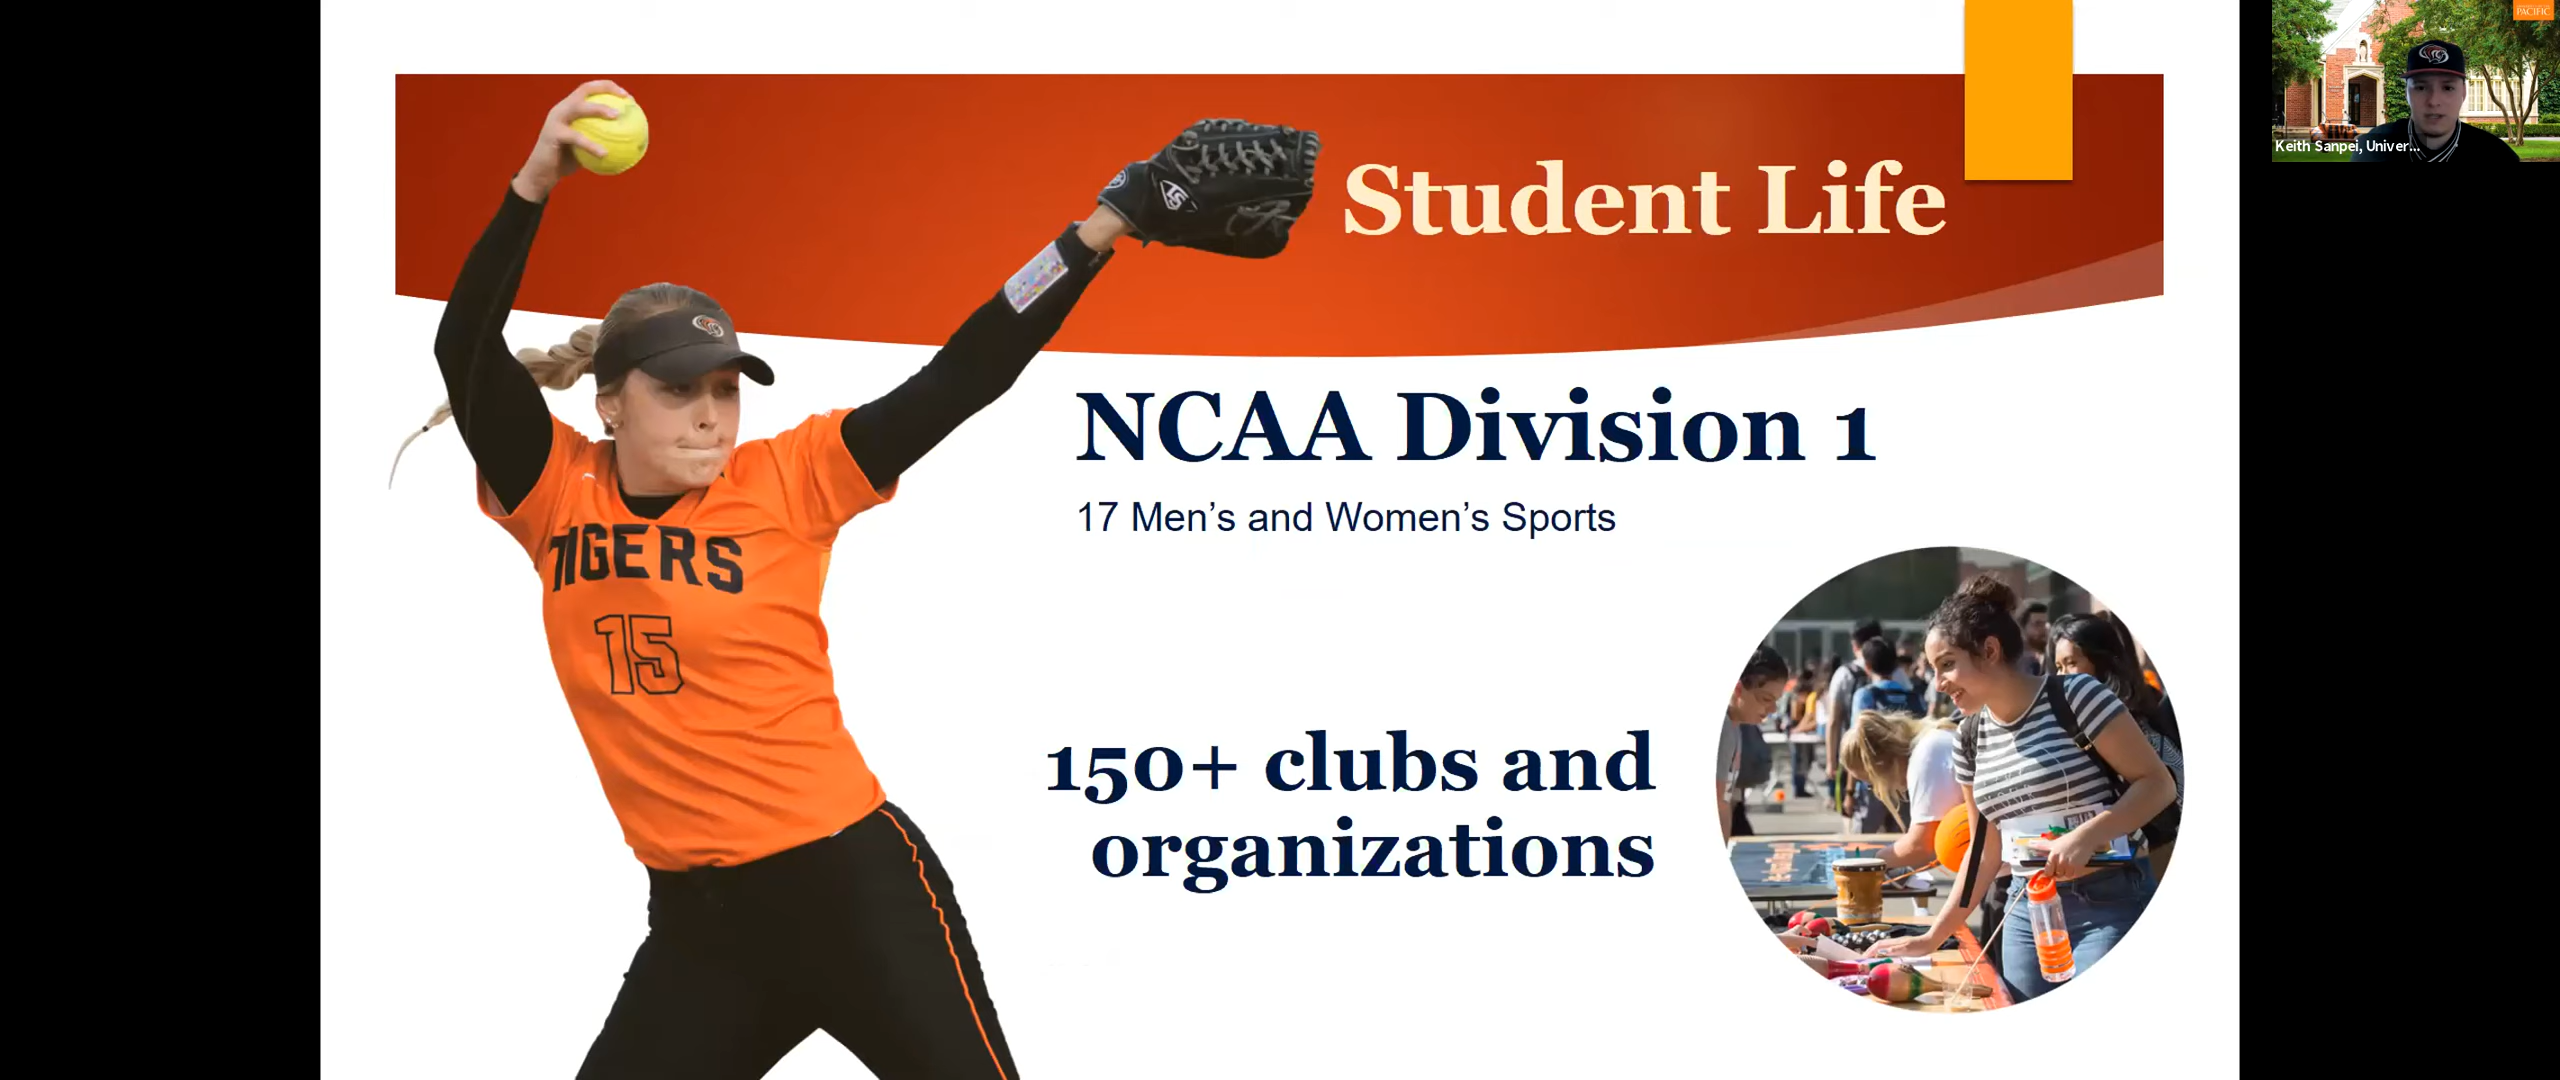 Student Life
NCAA Division 1
17 Men’s and Women’s Sports
150+ clubs and
organizations
TIGERS
15
PACIFIC
Keith Sanpei, Univer...